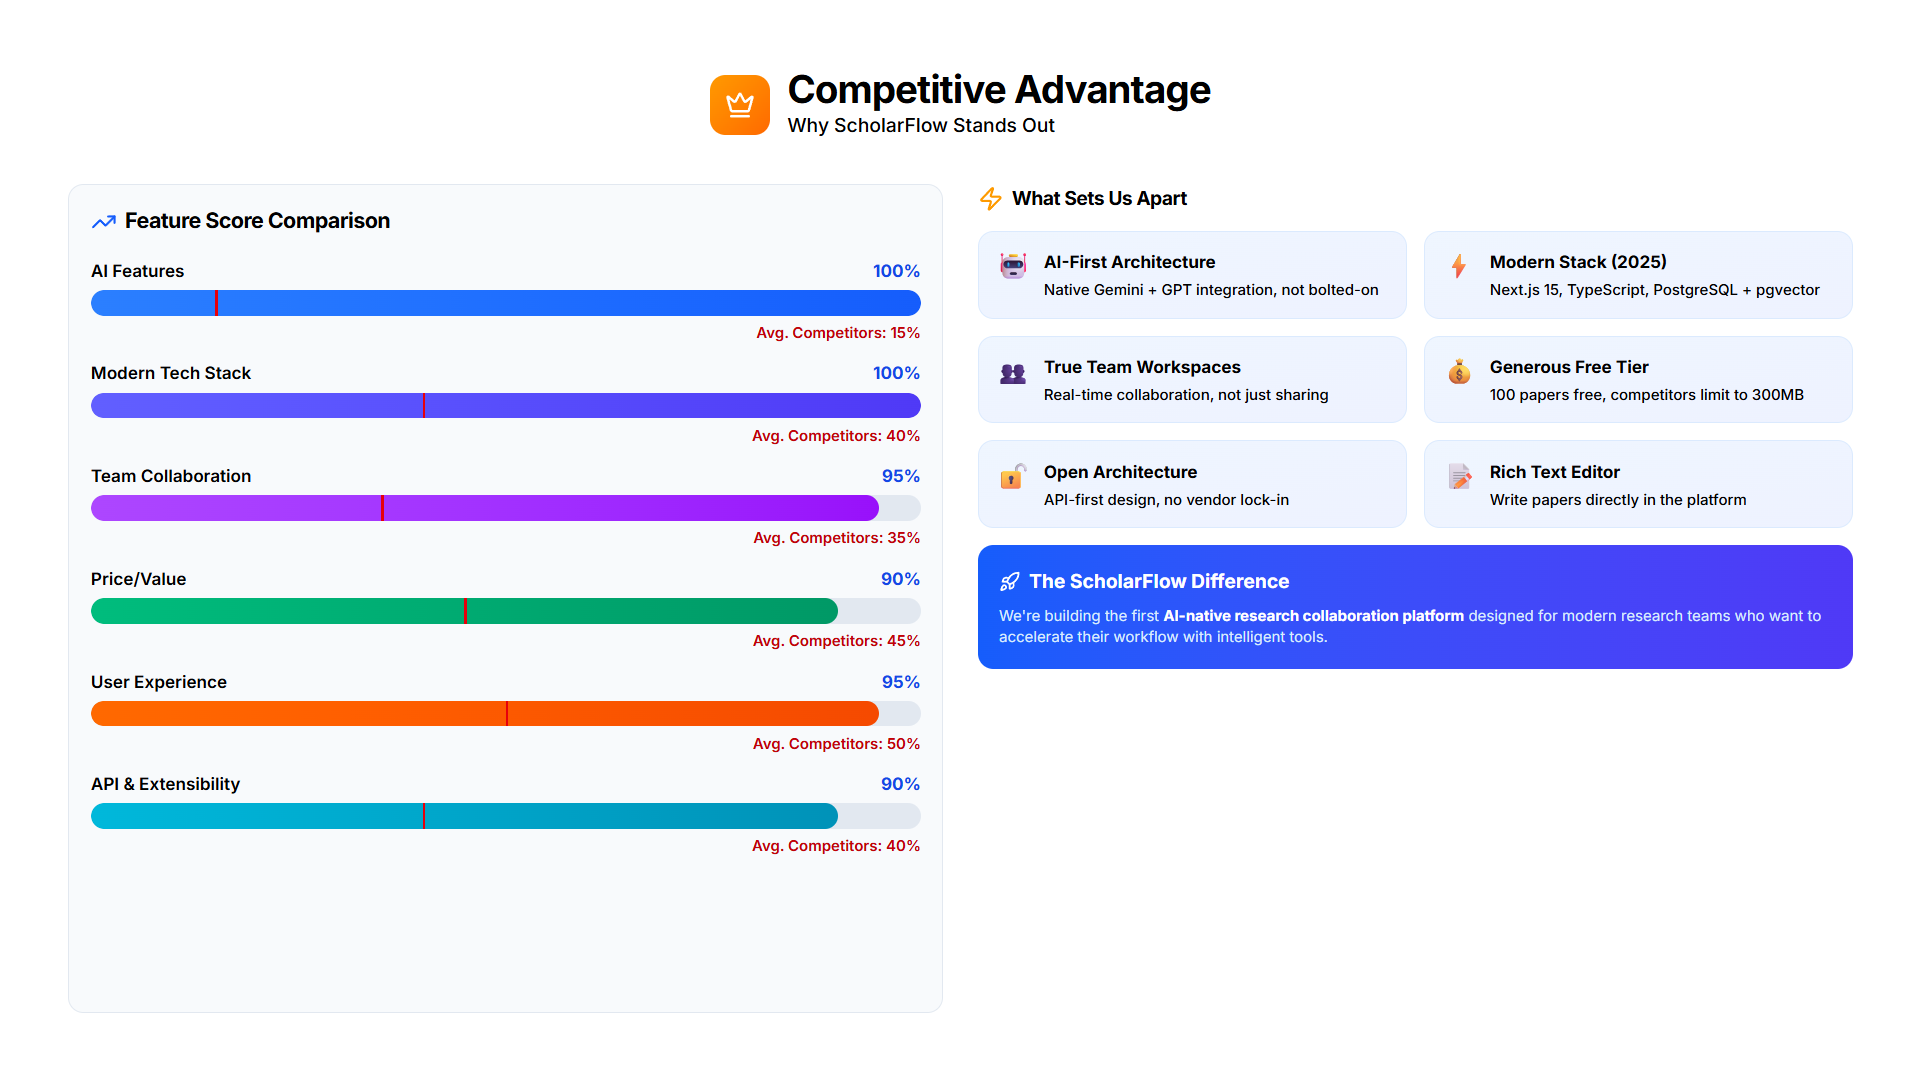 Competitive Advantage
Why ScholarFlow Stands Out
Feature Score Comparison
AI Features 100%
Avg. Competitors: 15%
Modern Tech Stack 100%
Avg. Competitors: 40%
Team Collaboration 95%
Avg. Competitors: 35%
Price/Value 90%
Avg. Competitors: 45%
User Experience 95%
Avg. Competitors: 50%
API & Extensibility 90%
Avg. Competitors: 40%
What Sets Us Apart
AI-First Architecture
Native Gemini + GPT integration, not bolted-on
Modern Stack (2025)
Next.js 15, TypeScript, PostgreSQL + pgvector
True Team Workspaces
Real-time collaboration, not just sharing
Generous Free Tier
100 papers free, competitors limit to 300MB
Open Architecture
API-first design, no vendor lock-in
Rich Text Editor
Write papers directly in the platform
The ScholarFlow Difference
We're building the first AI-native research collaboration platform designed for modern research teams who want to
accelerate their workflow with intelligent tools.